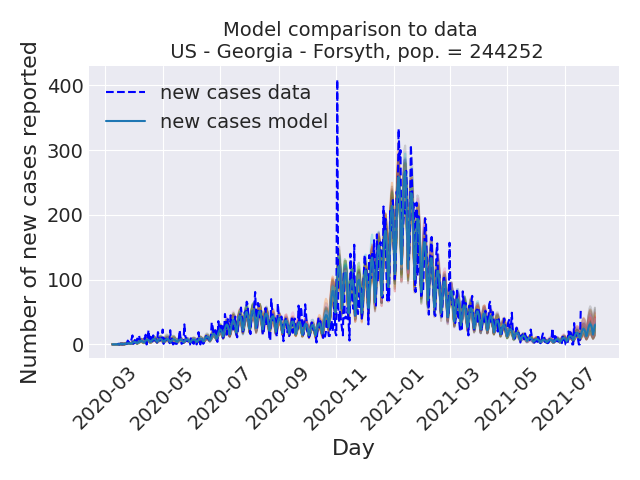 Model comparison to data
US - Georgia - Forsyth, pop. = 244252
Number of new cases reported
400
300
200
100
0
new cases data
new cases model
2020-03
2020-05
2020-07
2020-09
2020-11
2021-01
2021-03
2021-05
2021-07
Day